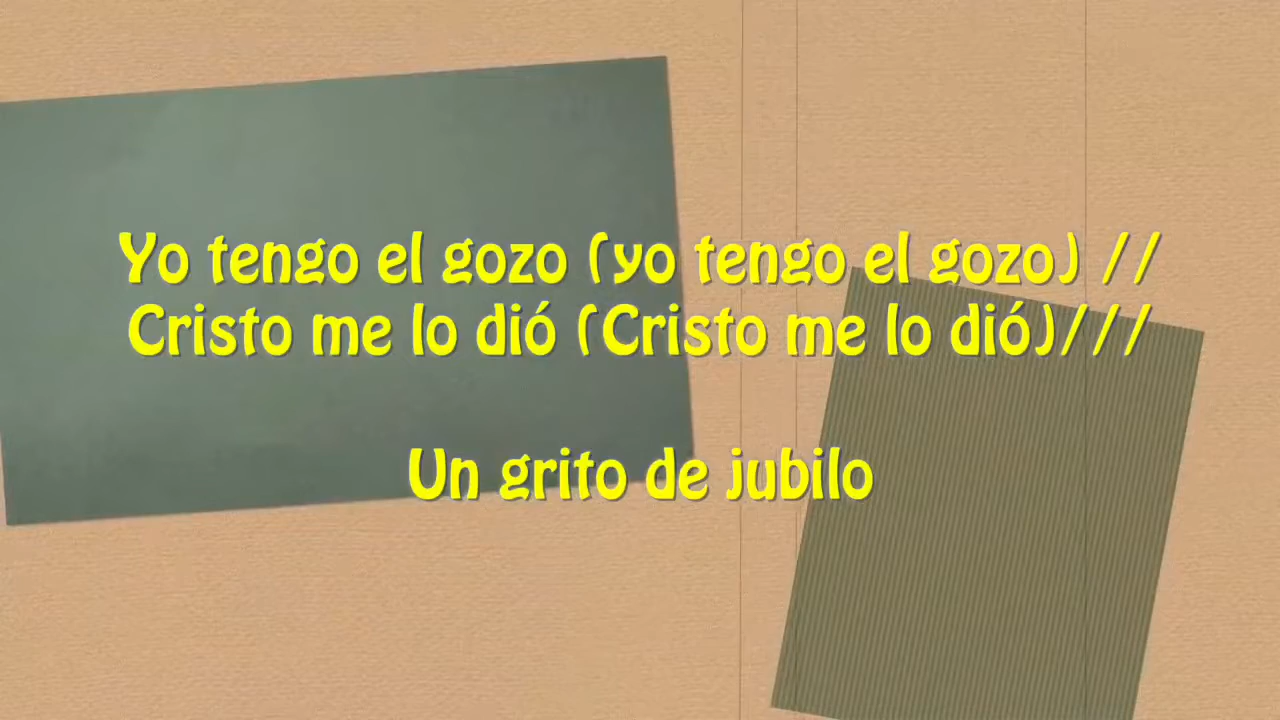 Yo tengo el gozo (yo tengo el gozo) //
Cristo me lo dió (Cristo me lo dió)///
Un grito de jubilo